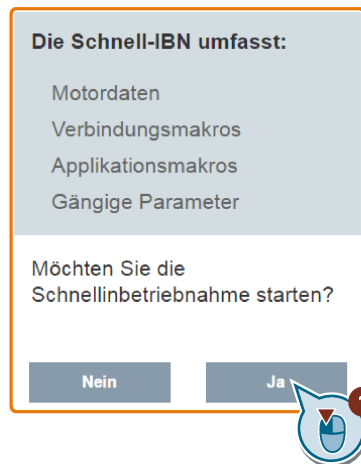 Die Schnell-IBN umfasst:
Motordaten
Verbindungsmakros
Applikationsmakros
Gängige Parameter
Möchten Sie die
Schnellinbetriebnahme starten?
Nein
Ja